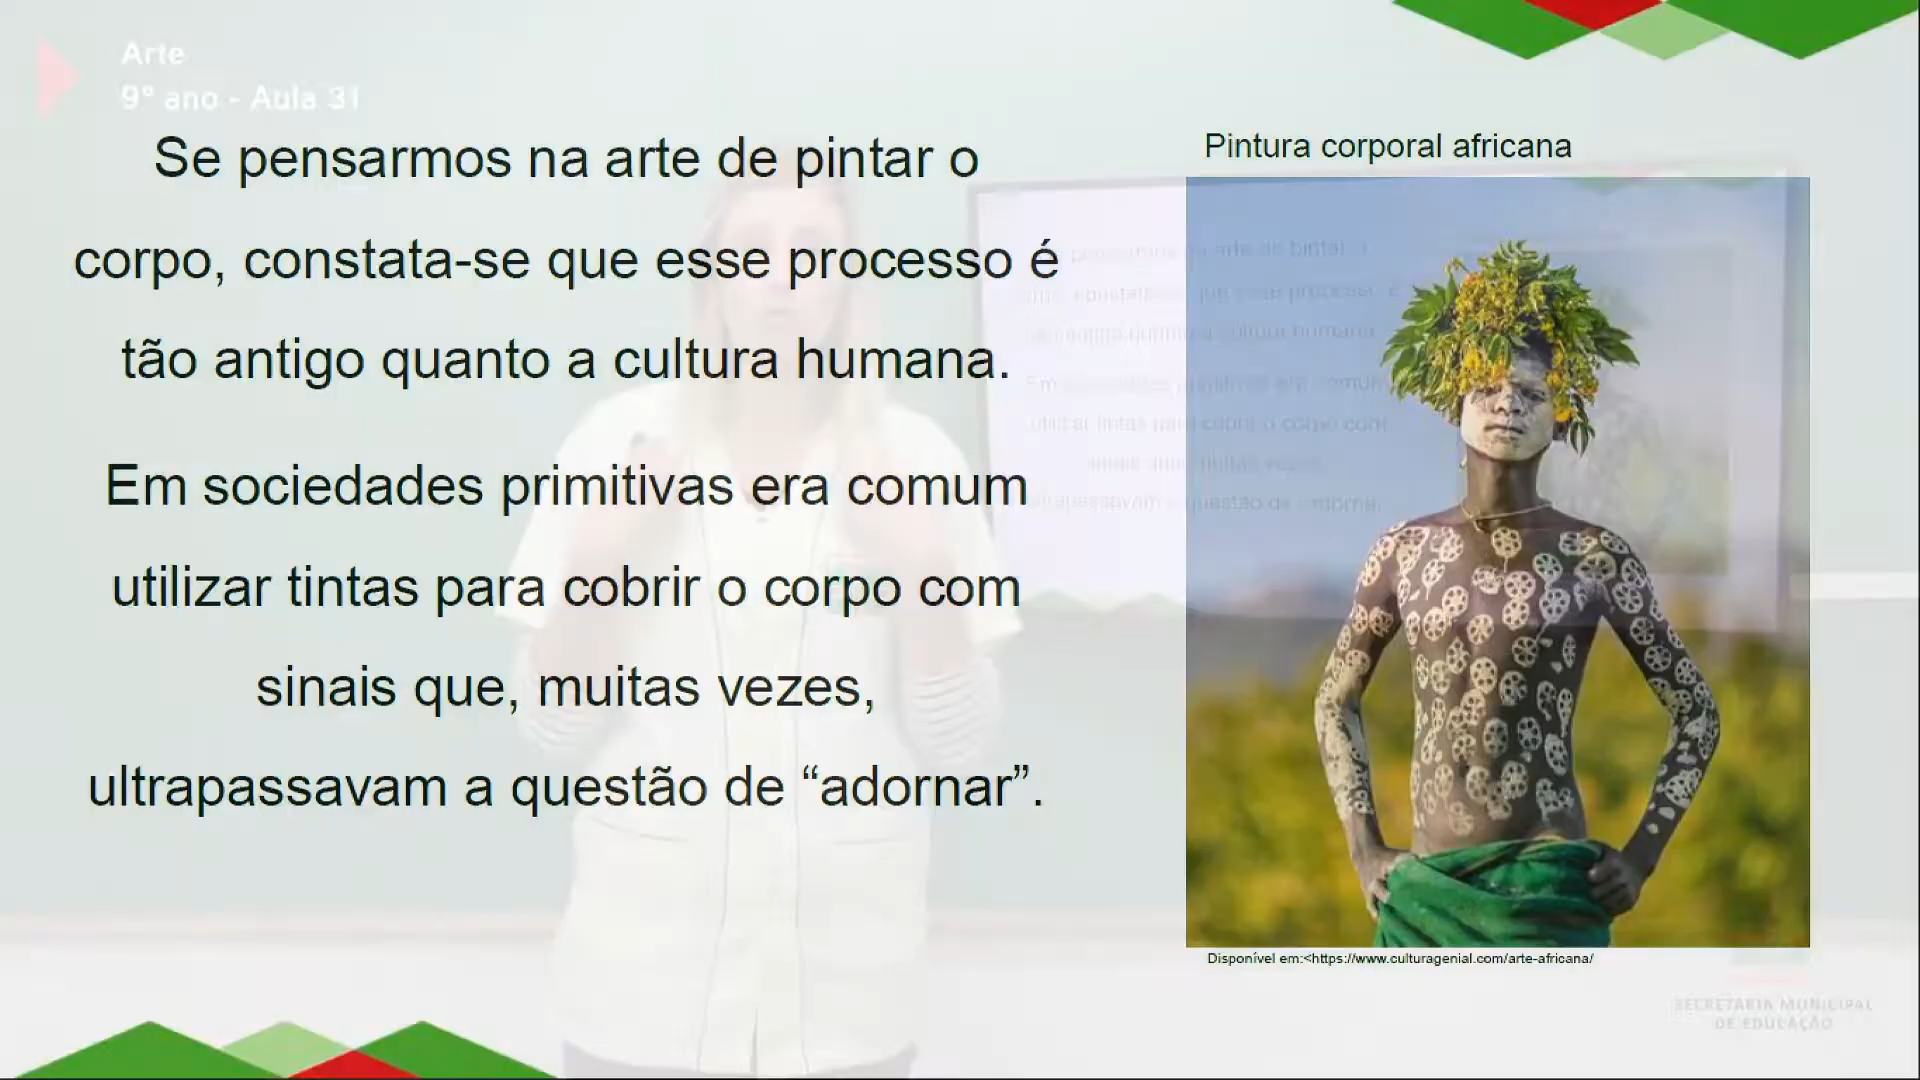 Arte
9º ano - Aula 31
Se pensarmos na arte de pintar o
corpo, constata-se que esse processo é
tão antigo quanto a cultura humana.
Em sociedades primitivas era comum
utilizar tintas para cobrir o corpo com
sinais que, muitas vezes,
ultrapassavam a questão de “adornar”.
Pintura corporal africana
Disponível em:<https://www.culturagenial.com/arte-africana/
SECRETARIA MUNICIPAL
DE EDUCAÇÃO